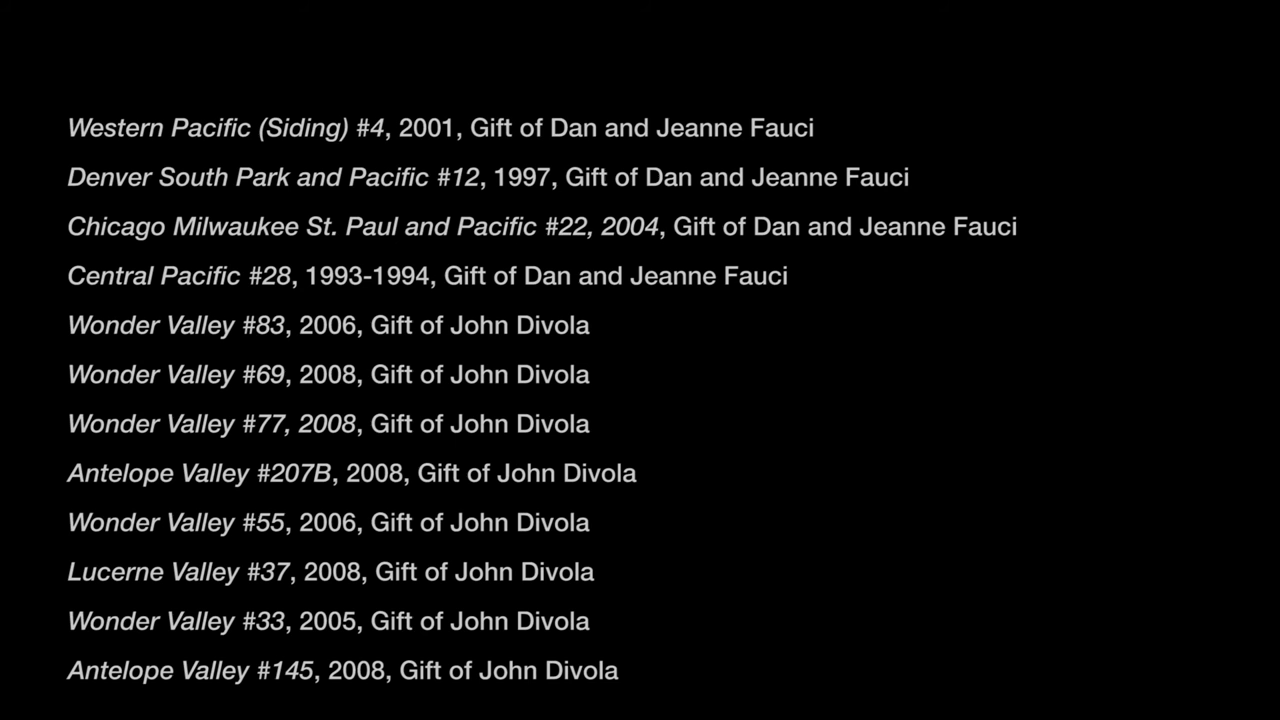 Western Pacific (Siding) #4, 2001, Gift of Dan and Jeanne Fauci
Denver South Park and Pacific #12, 1997, Gift of Dan and Jeanne Fauci
Chicago Milwaukee St. Paul and Pacific #22, 2004, Gift of Dan and Jeanne Fauci
Central Pacific #28, 1993-1994, Gift of Dan and Jeanne Fauci
Wonder Valley #83, 2006, Gift of John Divola
Wonder Valley #69, 2008, Gift of John Divola
Wonder Valley #77, 2008, Gift of John Divola
Antelope Valley #207B, 2008, Gift of John Divola
Wonder Valley #55, 2006, Gift of John Divola
Lucerne Valley #37, 2008, Gift of John Divola
Wonder Valley #33, 2005, Gift of John Divola
Antelope Valley #145, 2008, Gift of John Divola